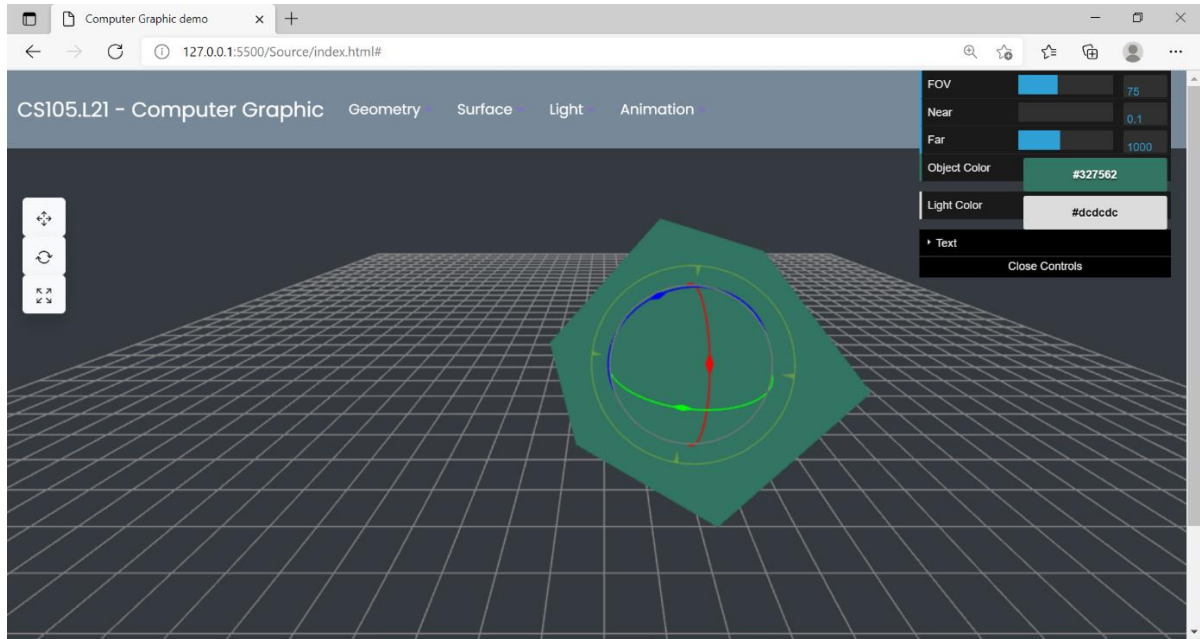 Computer Graphic demo
127.0.0.1:5500/Source/index.html#
CS105.L21 - Computer Graphic Geometry Surface Light Animation
FOV 75
Near 0.1
Far 1000
Object Color #327562
Light Color #dcdcdc
Text
Close Controls